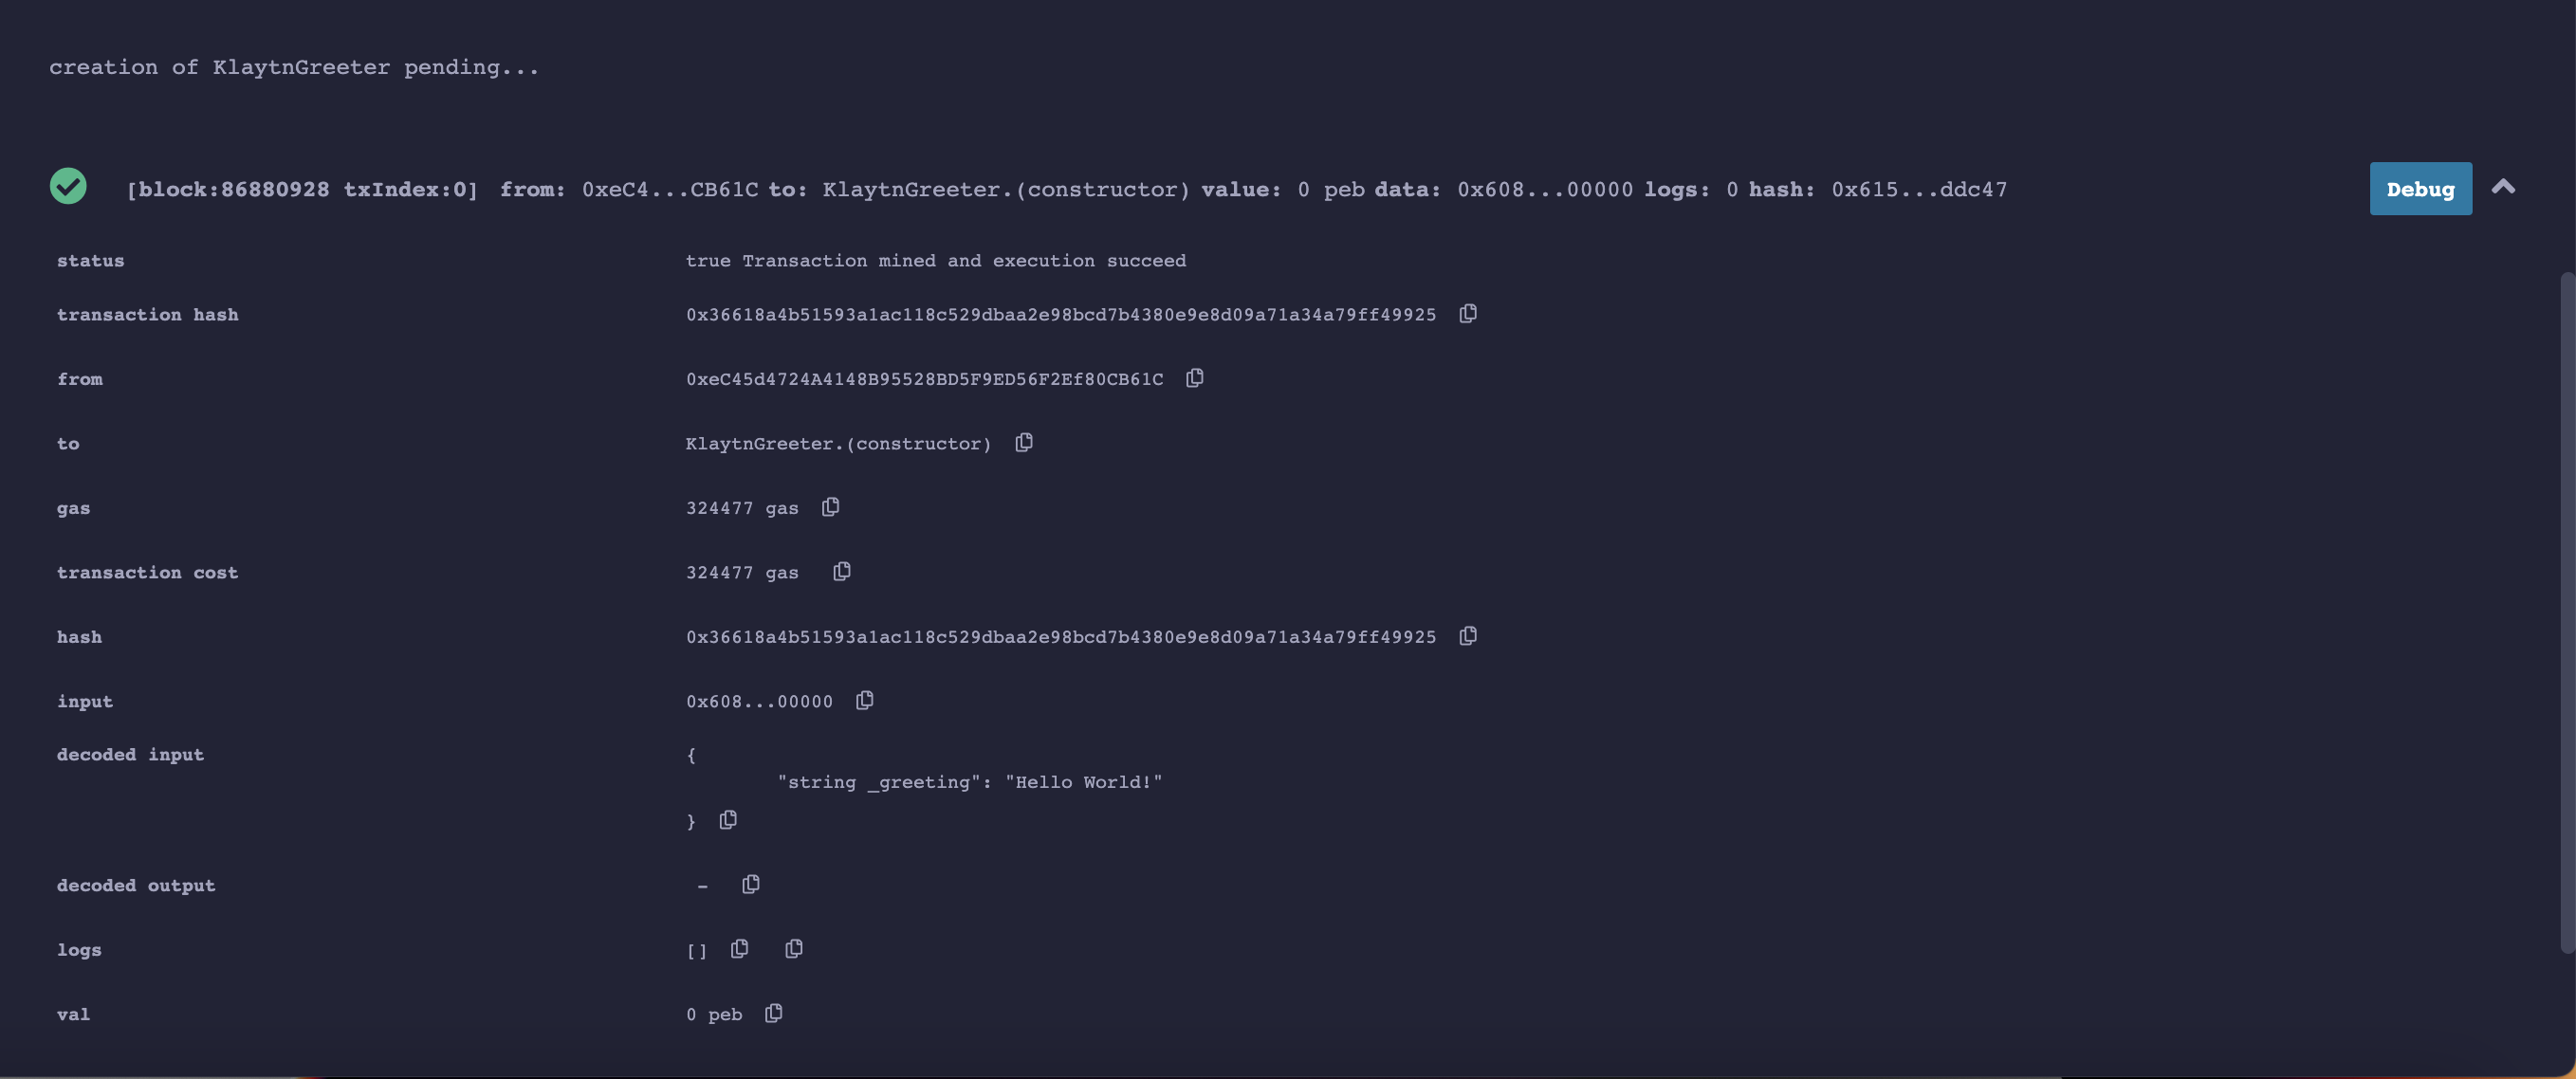 creation of KlaytnGreeter pending...
[block:86880928 txIndex:0] from: 0xeC4...CB61C to: KlaytnGreeter.(constructor) value: 0 peb data: 0x608...00000 logs: 0 hash: 0x615...ddc47
Debug
status true Transaction mined and execution succeed
transaction hash 0x36618a4b51593a1ac118c529dbaa2e98bcd7b4380e9e8d09a71a34a79ff49925
from 0xeC45d4724A4148B95528BD5F9ED56F2Ef80CB61C
to KlaytnGreeter.(constructor)
gas 324477 gas
transaction cost 324477 gas
hash 0x36618a4b51593a1ac118c529dbaa2e98bcd7b4380e9e8d09a71a34a79ff49925
input 0x608...00000
decoded input {
"string _greeting": "Hello World!"
}
decoded output -
logs []
val 0 peb